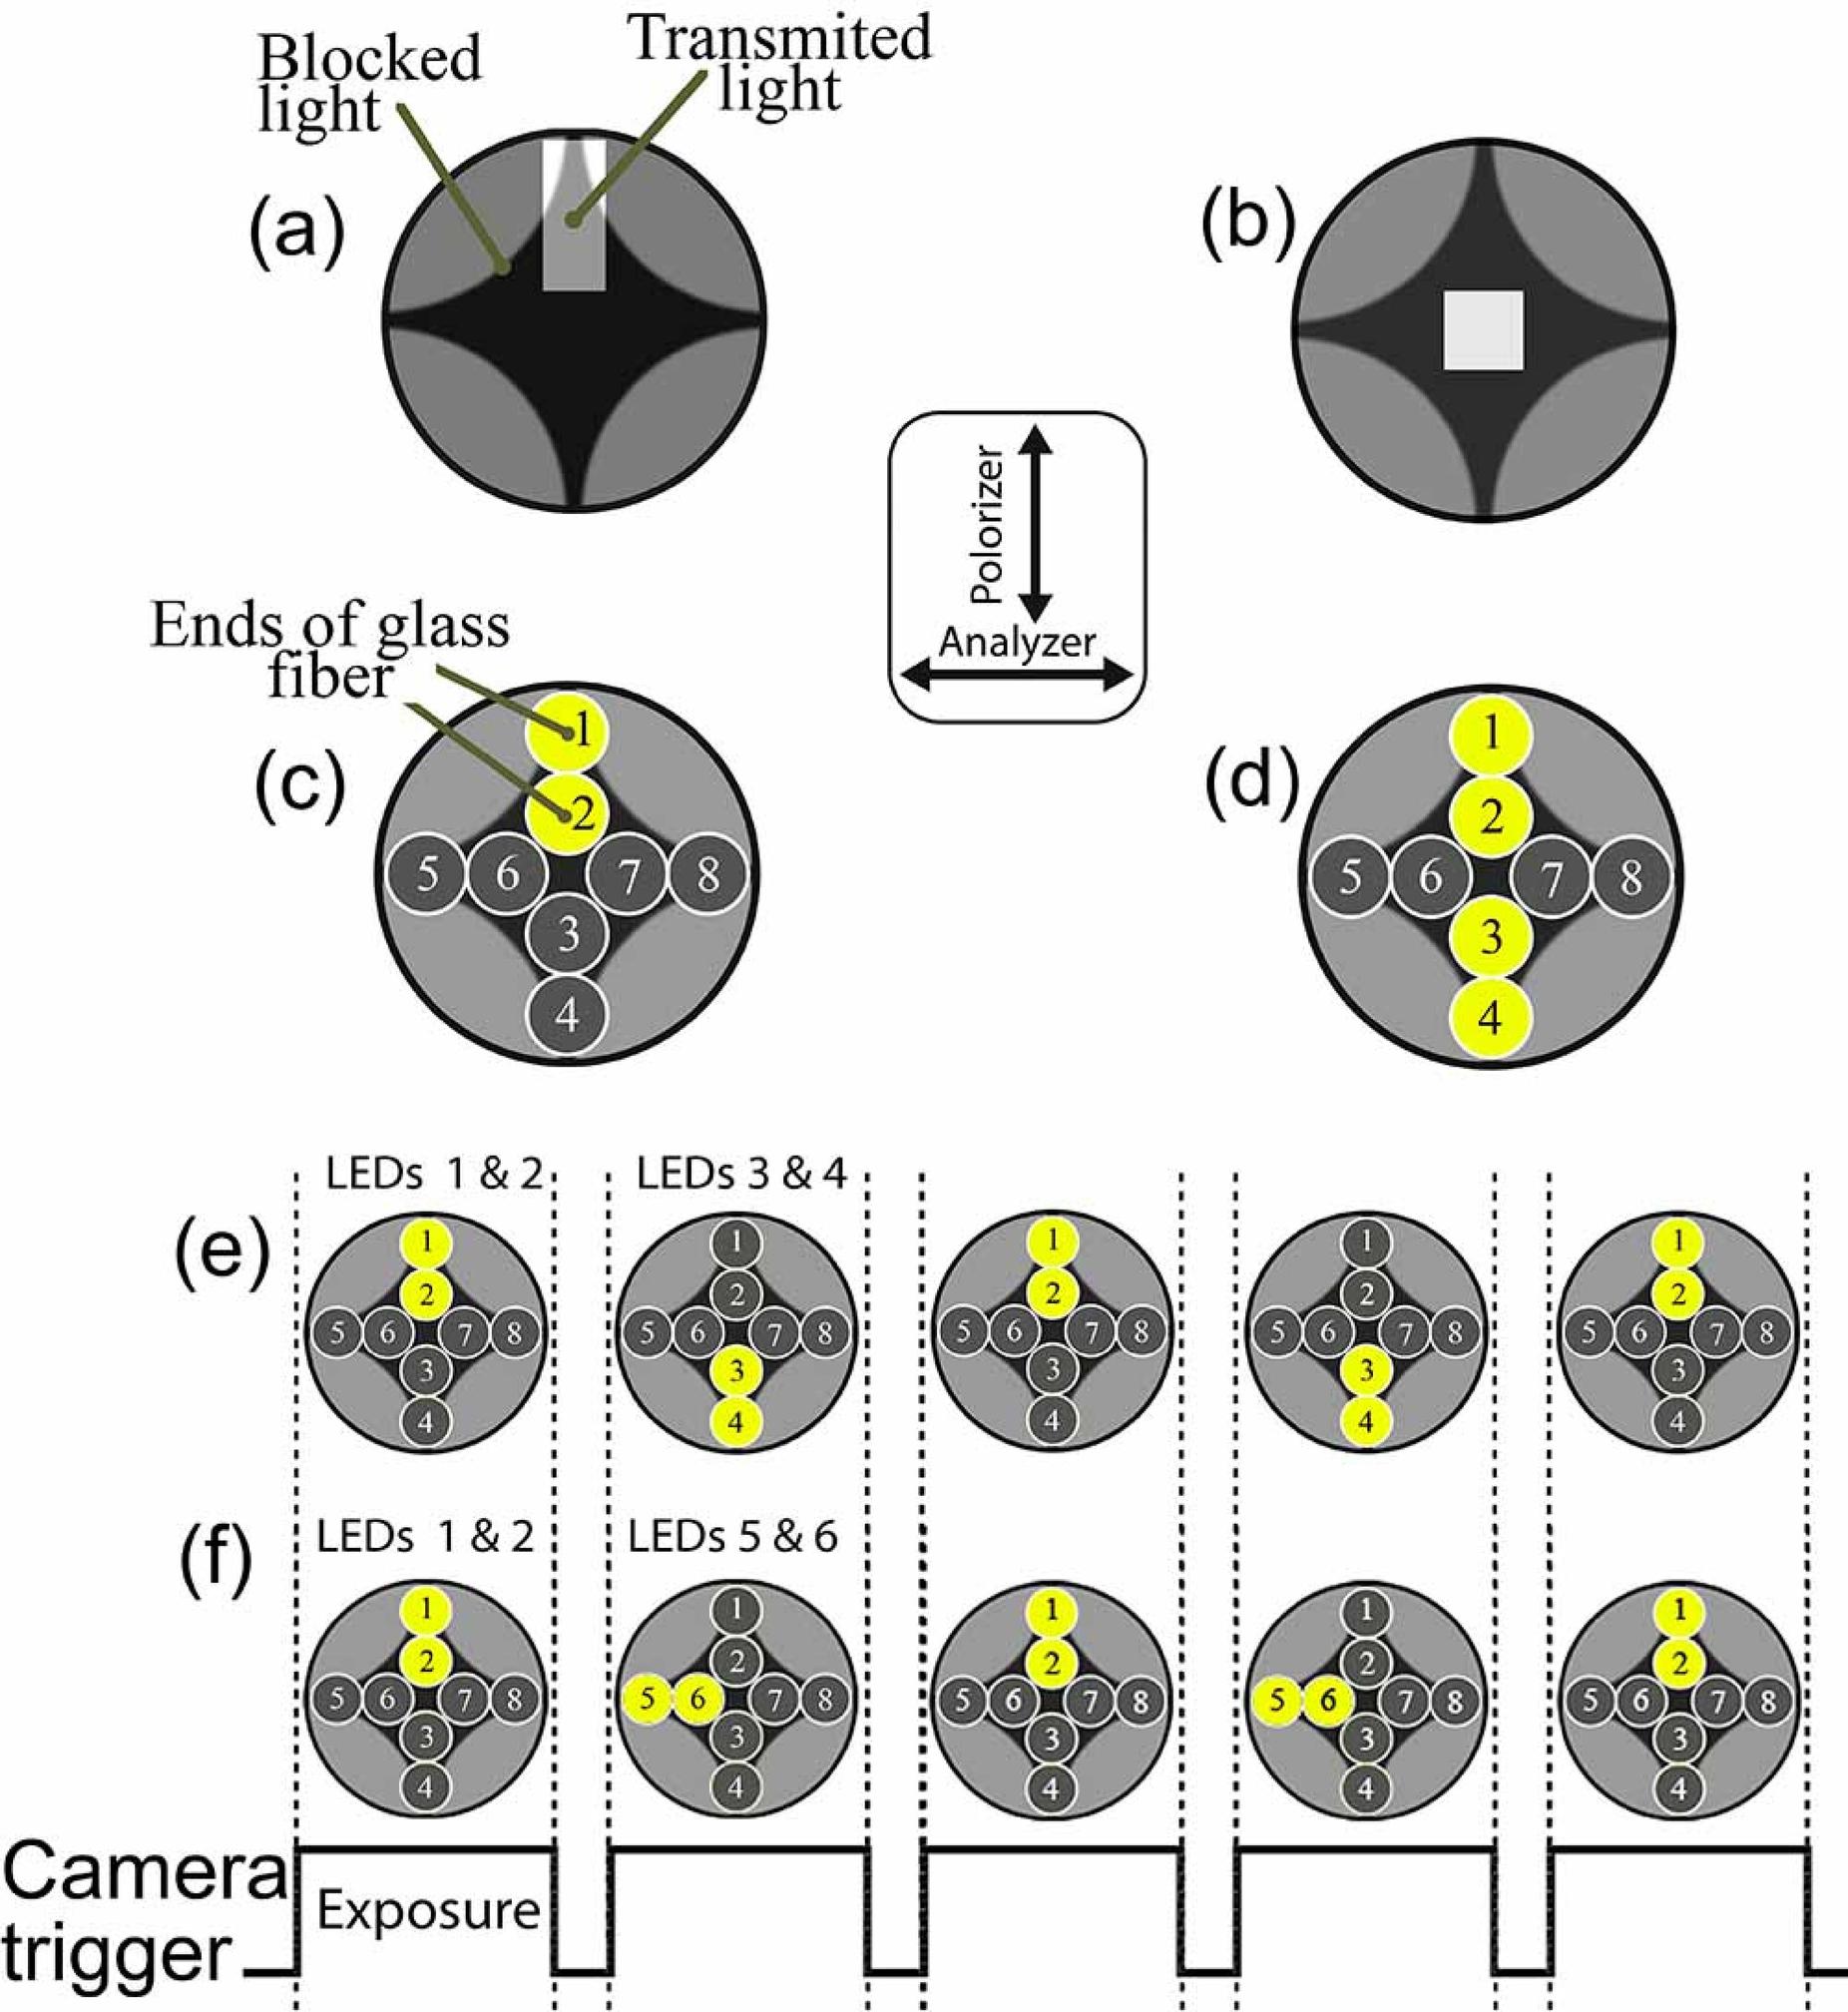 Blocked
light
Transmited
light
(a)
(b)
Polorizer
Analyzer
Ends of glass
fiber
(c)
1
2
5 6 7 8
3
4
(d)
1
2
5 6 7 8
3
4
LEDs 1 & 2
LEDs 3 & 4
(e)
1 1 1 1 1
2 2 2 2 2
5 6 7 8 5 6 7 8 5 6 7 8 5 6 7 8 5 6 7 8
3 3 3 3 3
4 4 4 4 4
(f)
LEDs 1 & 2
LEDs 5 & 6
1 1 1 1 1
2 2 2 2 2
5 6 7 8 5 6 7 8 5 6 7 8 5 6 7 8 5 6 7 8
3 3 3 3 3
4 4 4 4 4
Camera
trigger
Exposure